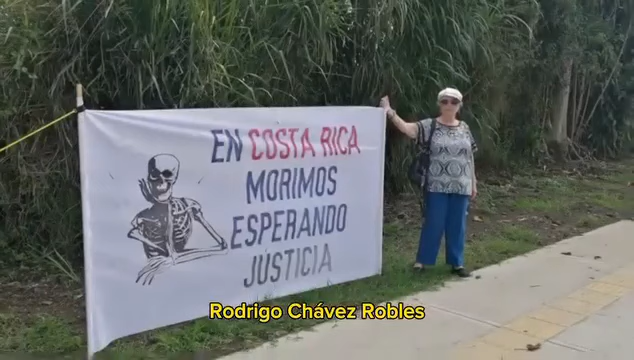 EN COSTA RICA
MORIMOS
ESPERANDO
JUSTICIA
Rodrigo Chávez Robles